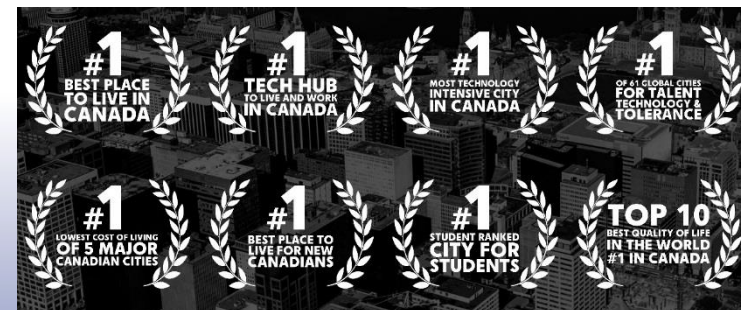 #1
BEST PLACE
TO LIVE IN
CANADA
#1
TECH HUB
TO LIVE AND WORK
IN CANADA
#1
MOST TECHNOLOGY
INTENSIVE CITY
IN CANADA
#1
OF 61 GLOBAL CITIES
FOR TALENT
TECHNOLOGY &
TOLERANCE
#1
LOWEST COST OF LIVING
OF 5 MAJOR
CANADIAN CITIES
#1
BEST PLACE TO
LIVE FOR NEW
CANADIANS
#1
STUDENT RANKED
CITY FOR
STUDENTS
TOP 10
BEST QUALITY OF LIFE
IN THE WORLD
#1 IN CANADA